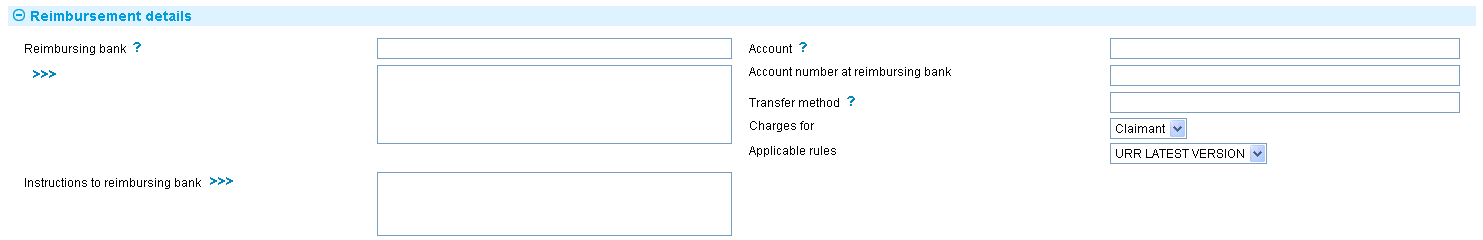 Reimbursement details
Reimbursing bank ?
>>>
Instructions to reimbursing bank >>>
Account ?
Account number at reimbursing bank
Transfer method ?
Charges for Claimant
Applicable rules URR LATEST VERSION